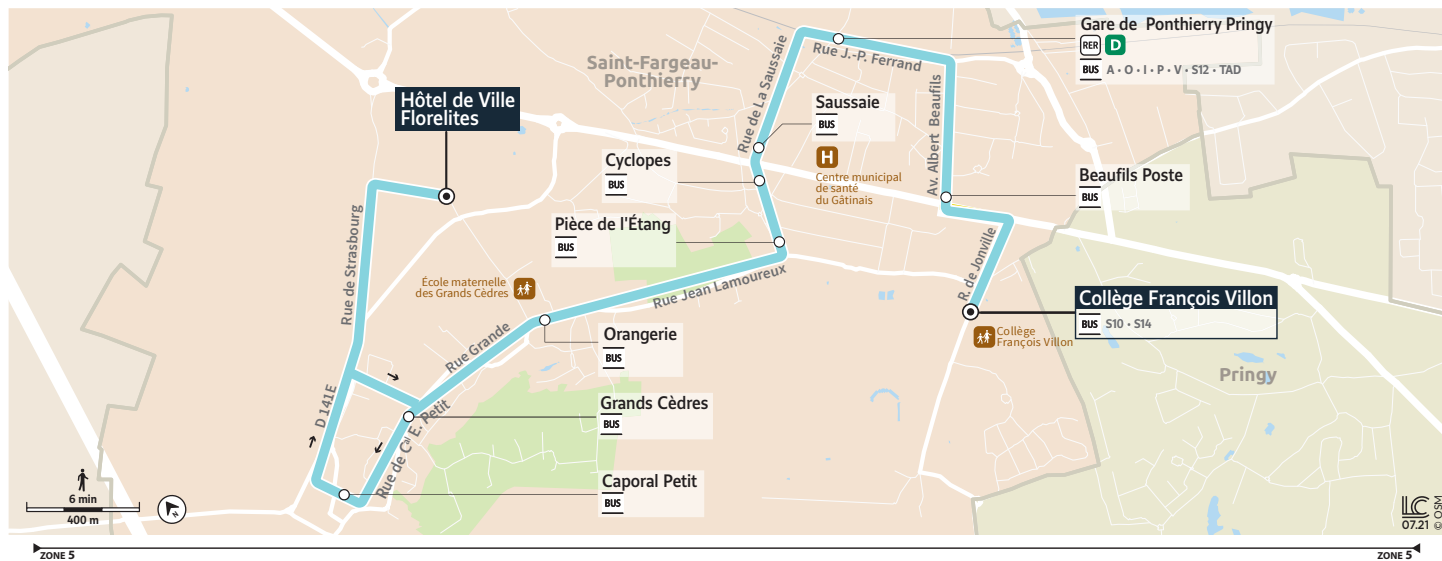 Gare de Ponthierry Pringy
RER D
BUS A • O • I • P • V • S12 • TAD
Rue J.-P. Ferrand
Saint-Fargeau-
Ponthierry
Rue de La Saussaie
Av. Albert Beaufils
Hôtel de Ville
Florelites
Saussaie
BUS
H
Centre municipal
de santé
du Gâtinais
Cyclopes
BUS
Beaufils Poste
BUS
Pièce de l'Étang
BUS
Rue de Strasbourg
École maternelle
des Grands Cèdres
Rue Jean Lamoureux
R. de Jonville
Collège François Villon
BUS S10 • S14
Collège
François Villon
Rue Grande
Orangerie
BUS
Pringy
D 141E
Rue de Cal E. Petit
Grands Cèdres
BUS
Caporal Petit
BUS
6 min
400 m
N
LC
07.21
© OSM
ZONE 5
ZONE 5